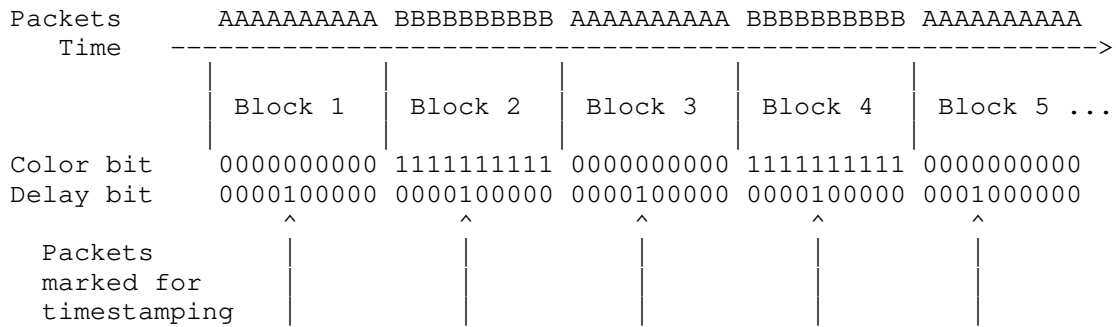 Packets AAAAAAAAAA BBBBBBBBBB AAAAAAAAAA BBBBBBBBBB AAAAAAAAAA
Time
Block 1 Block 2 Block 3 Block 4 Block 5 ...
Color bit 0000000000 1111111111 0000000000 1111111111 0000000000
Delay bit 0000100000 0000100000 0000100000 0000100000 0001000000
Packets
marked for
timestamping